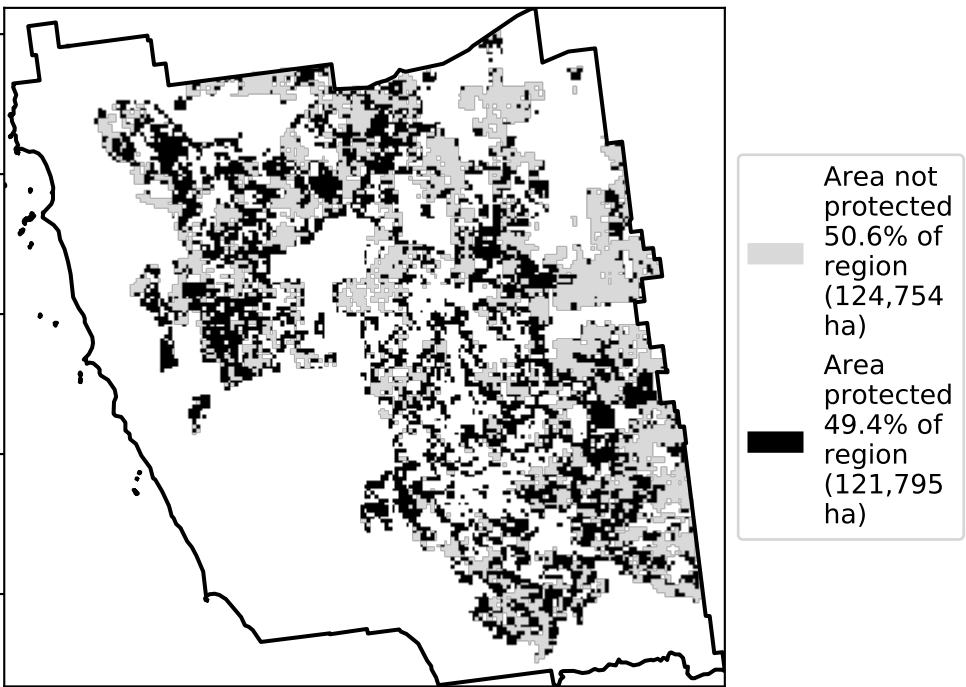 Area not
protected
50.6% of
region
(124,754
ha)
Area
protected
49.4% of
region
(121,795
ha)